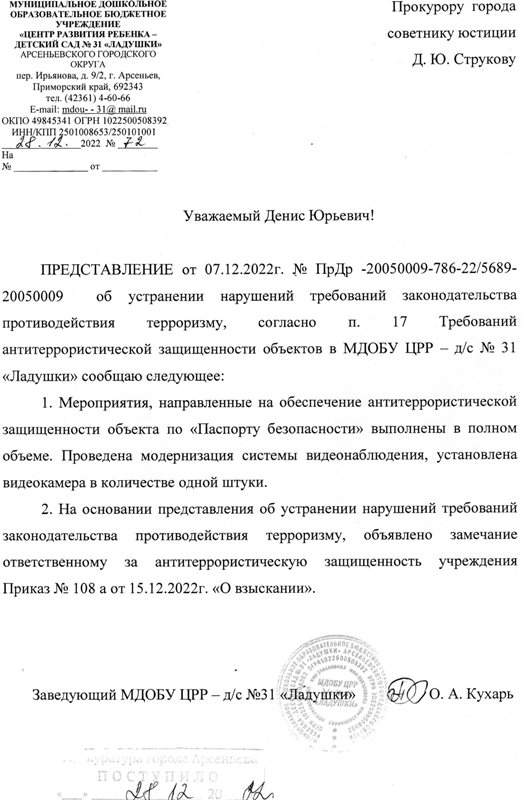 МУНИЦИПАЛЬНОЕ ДОШКОЛЬНОЕ
ОБРАЗОВАТЕЛЬНОЕ БЮДЖЕТНОЕ
УЧРЕЖДЕНИЕ
«ЦЕНТР РАЗВИТИЯ РЕБЕНКА –
ДЕТСКИЙ САД № 31 «ЛАДУШКИ»
АРСЕНЬЕВСКОГО ГОРОДСКОГО
ОКРУГА
пер. Ирьянова, д. 9/2, г. Арсеньев,
Приморский край, 692343
тел. (42361) 4-60-66
E-mail: mdou- - 31@ mail.ru
ОКПО 49845341 ОГРН 1022500508392
ИНН/КПП 2501008653/250101001
28.12. 2022 № 72
На
№ ________ от ________
Прокурору города
советнику юстиции
Д. Ю. Струкову
Уважаемый Денис Юрьевич!
ПРЕДСТАВЛЕНИЕ от 07.12.2022г. № ПрДр -20050009-786-22/5689-
20050009 об устранении нарушений требований законодательства
противодействия терроризму, согласно п. 17 Требований
антитеррористической защищенности объектов в МДОБУ ЦРР – д/с № 31
«Ладушки» сообщаю следующее:
1. Мероприятия, направленные на обеспечение антитеррористической
защищенности объекта по «Паспорту безопасности» выполнены в полном
объеме. Проведена модернизация системы видеонаблюдения, установлена
видеокамера в количестве одной штуки.
2. На основании представления об устранении нарушений требований
законодательства противодействия терроризму, объявлено замечание
ответственному за антитеррористическую защищенность учреждения
Приказ № 108 а от 15.12.2022г. «О взыскании».
МДОБУ ЦРР
«ЛАДУШКИ»
Заведующий МДОБУ ЦРР – д/с №31 «Ладушки» О. А. Кухарь
города Арсеньева
ПОСТУПИЛО
28 12 20